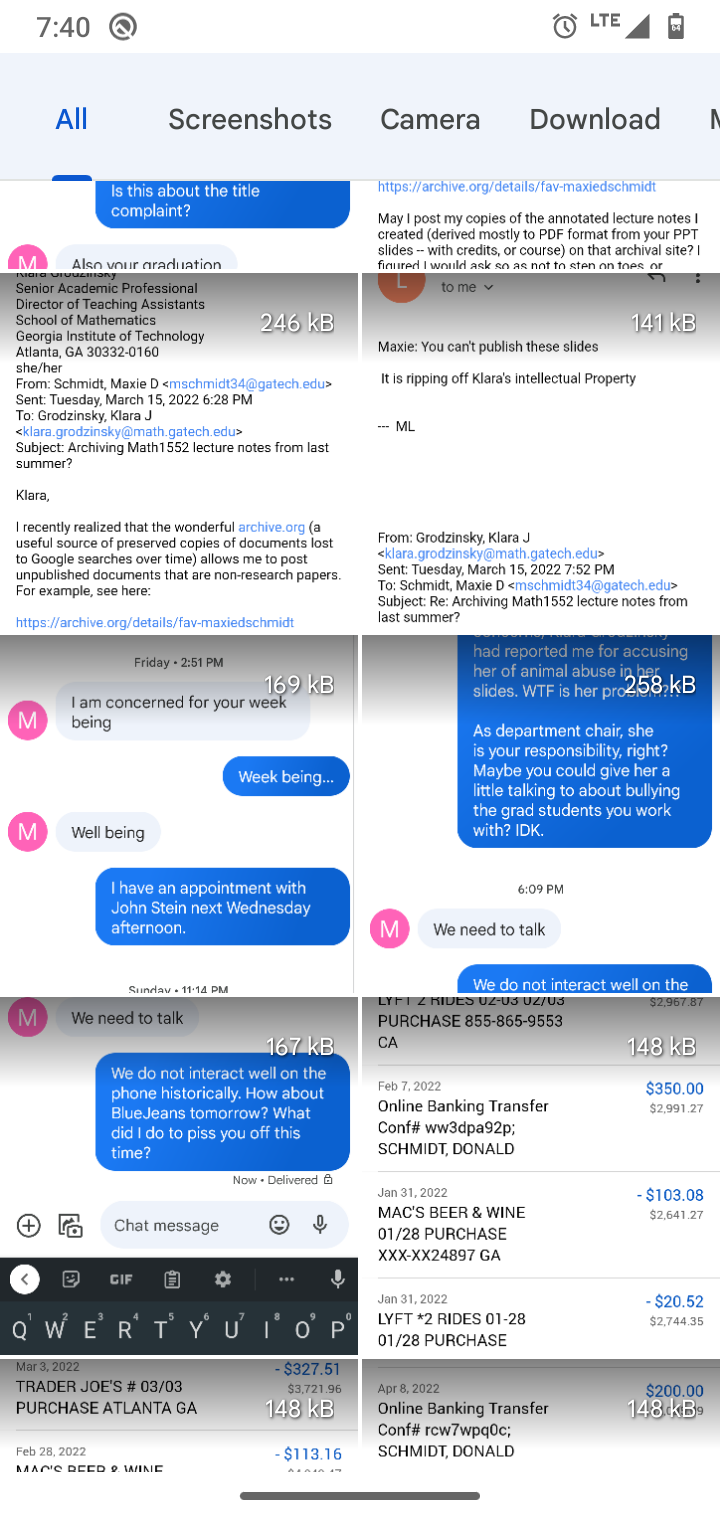 7:40
LTE
64
All
Screenshots
Camera
Download
M
Is this about the title
complaint?
M
Also your graduation
https://archive.org/details/fav-maxiedschmidt
May I post my copies of the annotated lecture notes I
created (derived mostly to PDF format from your PPT
slides -- with credits, or course) on that archival site? I
figured I would ask so as not to step on toes, or
Klara Grodzinsky
Senior Academic Professional
Director of Teaching Assistants
School of Mathematics
Georgia Institute of Technology
Atlanta, GA 30332-0160
she/her
From: Schmidt, Maxie D <mschmidt34@gatech.edu>
Sent: Tuesday, March 15, 2022 6:28 PM
To: Grodzinsky, Klara J
<klara.grodzinsky@math.gatech.edu>
Subject: Archiving Math1552 lecture notes from last
summer?
Klara,
I recently realized that the wonderful archive.org (a
useful source of preserved copies of documents lost
to Google searches over time) allows me to post
unpublished documents that are non-research papers.
For example, see here:
https://archive.org/details/fav-maxiedschmidt
246 kB
L
to me
141 kB
Maxie: You can't publish these slides
It is ripping off Klara's intellectual Property
--- ML
From: Grodzinsky, Klara J
<klara.grodzinsky@math.gatech.edu>
Sent: Tuesday, March 15, 2022 7:52 PM
To: Schmidt, Maxie D <mschmidt34@gatech.edu>
Subject: Re: Archiving Math1552 lecture notes from
last summer?
Friday • 2:51 PM
169 kB
M
I am concerned for your week
being
Week being...
M
Well being
I have an appointment with
John Stein next Wednesday
afternoon.
Sunday • 11:14 PM
concerns, Klara Grodzinsky
had reported me for accusing
her of animal abuse in her
slides. WTF is her problem???
258 kB
As department chair, she
is your responsibility, right?
Maybe you could give her a
little talking to about bullying
the grad students you work
with? IDK.
6:09 PM
M
We need to talk
We do not interact well on the
M
We need to talk
167 kB
We do not interact well on the
phone historically. How about
BlueJeans tomorrow? What
did I do to piss you off this
time?
Now • Delivered
Chat message
GIF
Q1 W2 E3 R4 T5 Y6 U7 I8 O9 P0
LYFT 2 RIDES 02-03 02/03
PURCHASE 855-865-9553
CA
$2,967.87
148 kB
Feb 7, 2022
$350.00
Online Banking Transfer
$2,991.27
Conf# ww3dpa92p;
SCHMIDT, DONALD
Jan 31, 2022
- $103.08
MAC'S BEER & WINE
$2,641.27
01/28 PURCHASE
XXX-XX24897 GA
Jan 31, 2022
- $20.52
LYFT *2 RIDES 01-28
$2,744.35
01/28 PURCHASE
Mar 3, 2022
- $327.51
TRADER JOE'S # 03/03
$3,721.96
PURCHASE ATLANTA GA
148 kB
Feb 28, 2022
- $113.16
MAC'S BEER & WINE
Apr 8, 2022
$200.00
Online Banking Transfer
148 kB
Conf# rcw7wpq0c;
SCHMIDT, DONALD